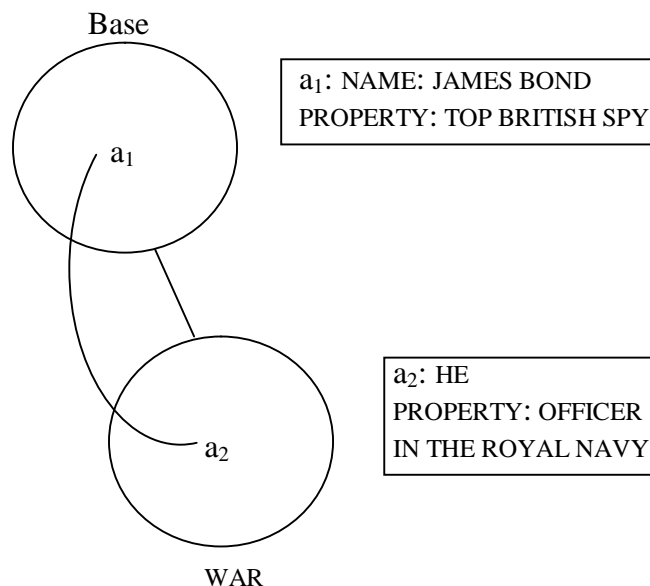 Base
a₁: NAME: JAMES BOND
PROPERTY: TOP BRITISH SPY
a₁
a₂: HE
PROPERTY: OFFICER
IN THE ROYAL NAVY
a₂
WAR